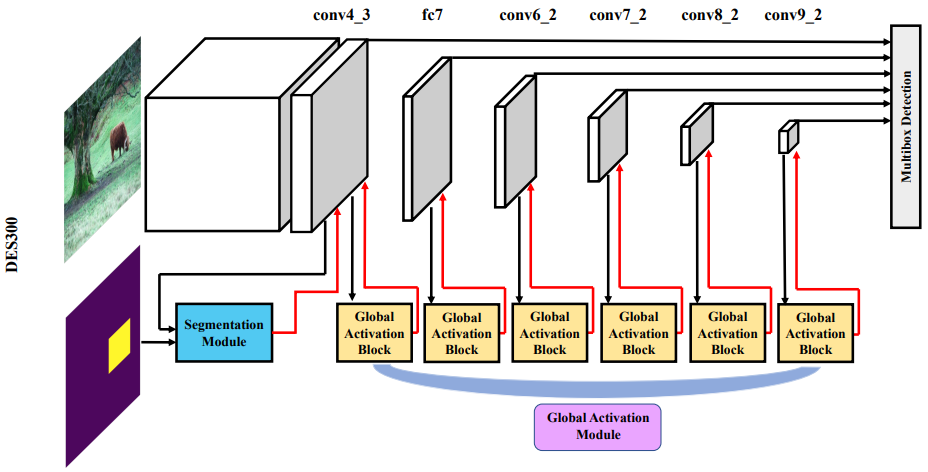 conv4_3 fc7 conv6_2 conv7_2 conv8_2 conv9_2
Multibox Detection
DES300
Segmentation
Module
Global
Activation
Block
Global
Activation
Block
Global
Activation
Block
Global
Activation
Block
Global
Activation
Block
Global
Activation
Block
Global Activation
Module